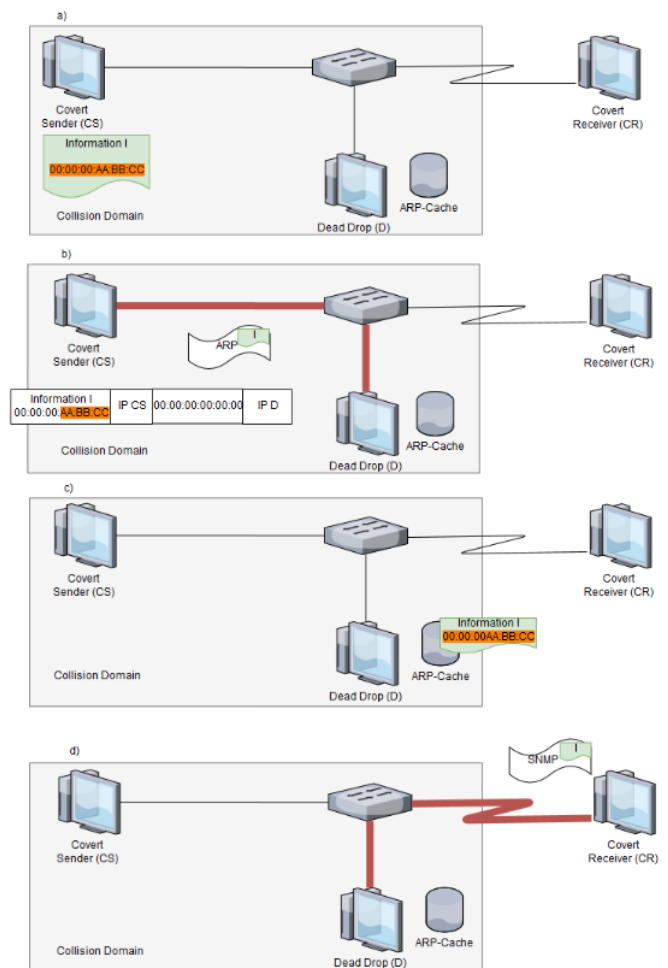 a)
Covert
Sender (CS)
Information I
00:00:00:AA:BB:CC
Collision Domain
Dead Drop (D)
ARP-Cache
Covert
Receiver (CR)
b)
Covert
Sender (CS)
ARP
I
Information I
00:00:00:AA:BB:CC
IP CS
00:00:00:00:00:00
IP D
Collision Domain
Dead Drop (D)
ARP-Cache
Covert
Receiver (CR)
c)
Covert
Sender (CS)
Information I
00:00:00AA:BB:CC
ARP-Cache
Dead Drop (D)
Collision Domain
Covert
Receiver (CR)
d)
SNMP
I
Covert
Sender (CS)
Covert
Receiver (CR)
ARP-Cache
Collision Domain
Dead Drop (D)